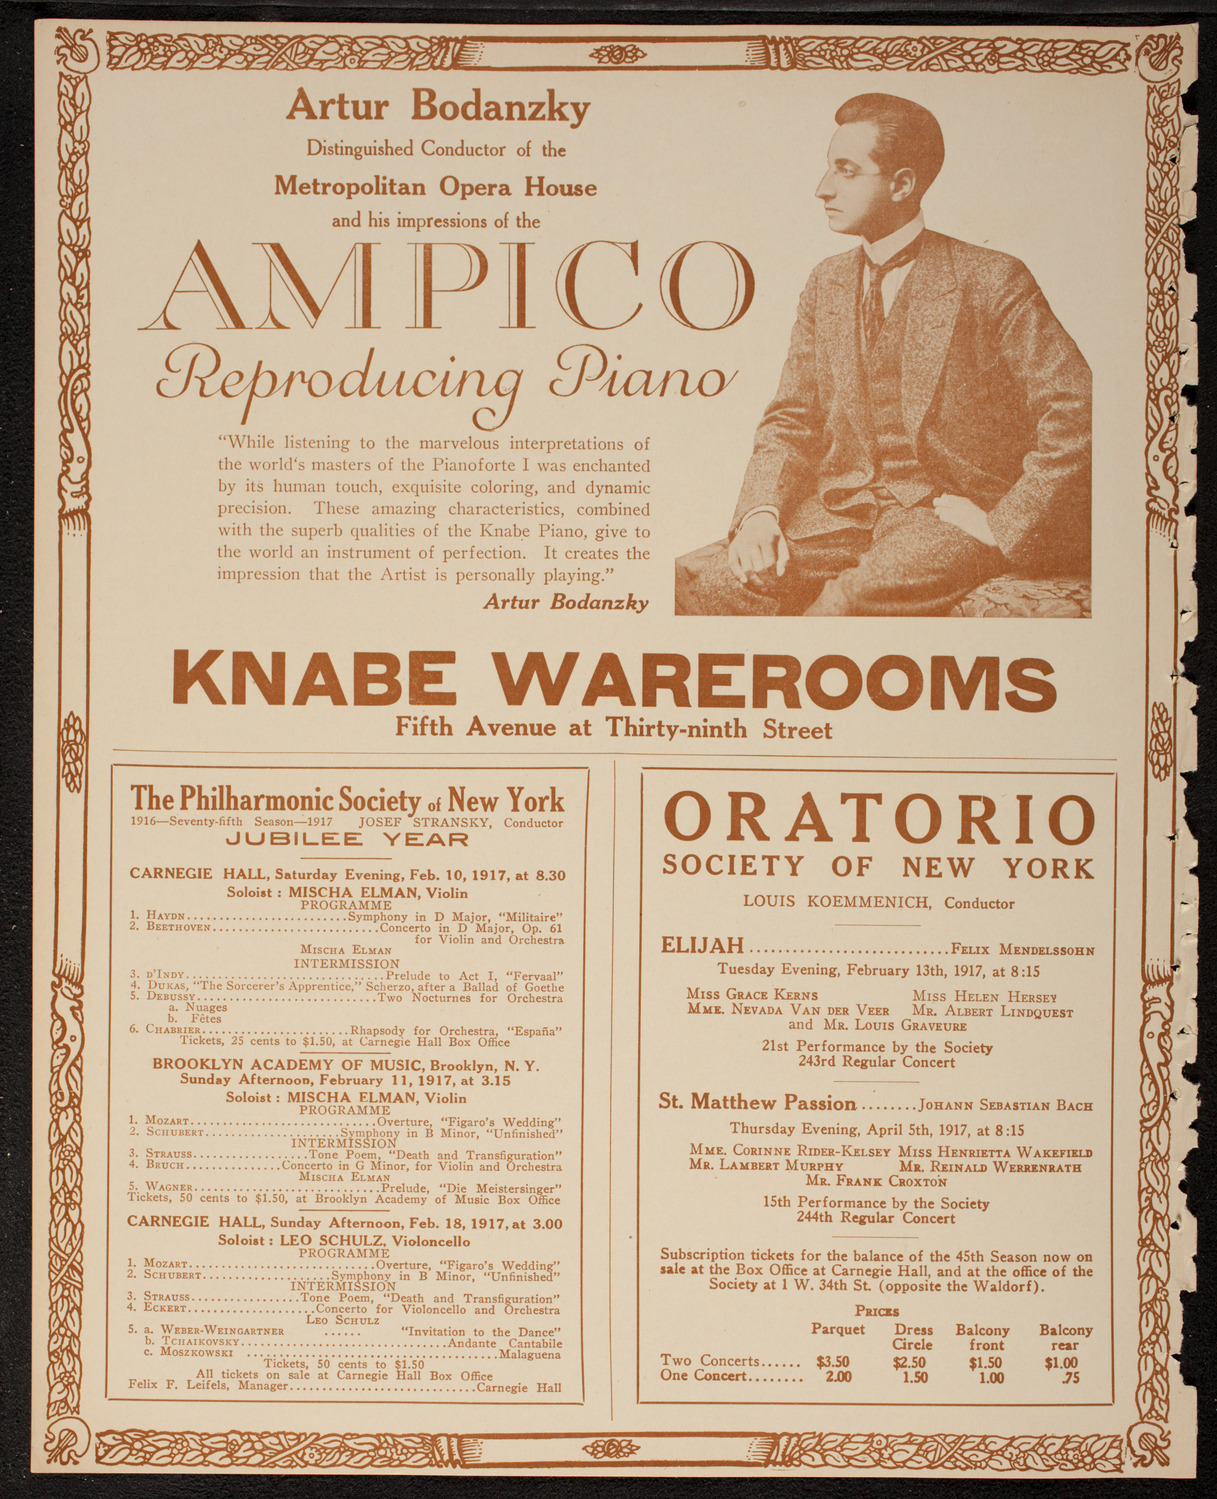 Artur Bodanzky
Distinguished Conductor of the
Metropolitan Opera House
and his impressions of the
AMPICO
Reproducing Piano
“While listening to the marvelous interpretations of
the world‘s masters of the Pianoforte I was enchanted
by its human touch, exquisite coloring, and dynamic
precision. These amazing characteristics, combined
with the superb qualities of the Knabe Piano, give to
the world an instrument of perfection. It creates the
impression that the Artist is personally playing.”
Artur Bodanzky
KNABE WAREROOMS
Fifth Avenue at Thirty-ninth Street
The Philharmonic Society of New York
1916—Seventy-fifth Season—1917 JOSEF STRANSKY, Conductor
JUBILEE YEAR
CARNEGIE HALL, Saturday Evening, Feb. 10, 1917, at 8.30
Soloist : MISCHA ELMAN, Violin
PROGRAMME
1. HAYDN........................Symphony in D Major, “Militaire”
2. BEETHOVEN.........................Concerto in D Major, Op. 61
for Violin and Orchestra
MISCHA ELMAN
INTERMISSION
3. D'INDY..............................Prelude to Act I, “Fervaal”
4. DUKAS, “The Sorcerer's Apprentice,” Scherzo, after a Ballad of Goethe
5. DEBUSSY...........................Two Nocturnes for Orchestra
a. Nuages
b. Fêtes
6. CHABRIER......................Rhapsody for Orchestra, “España”
Tickets, 25 cents to $1.50, at Carnegie Hall Box Office
BROOKLYN ACADEMY OF MUSIC, Brooklyn, N. Y.
Sunday Afternoon, February 11, 1917, at 3.15
Soloist : MISCHA ELMAN, Violin
PROGRAMME
1. MOZART............................Overture, “Figaro's Wedding”
2. SCHUBERT....................Symphony in B Minor, “Unfinished”
INTERMISSION
3. STRAUSS.................Tone Poem, “Death and Transfiguration”
4. BRUCH..............Concerto in G Minor, for Violin and Orchestra
MISCHA ELMAN
5. WAGNER............................Prelude, “Die Meistersinger”
Tickets, 50 cents to $1.50, at Brooklyn Academy of Music Box Office
CARNEGIE HALL, Sunday Afternoon, Feb. 18, 1917, at 3.00
Soloist : LEO SCHULZ, Violoncello
PROGRAMME
1. MOZART............................Overture, “Figaro's Wedding”
2. SCHUBERT...................Symphony in B Minor, “Unfinished”
INTERMISSION
3. STRAUSS................Tone Poem, “Death and Transfiguration”
4. ECKERT...................Concerto for Violoncello and Orchestra
LEO SCHULZ
5. a. WEBER-WEINGARTNER ...... “Invitation to the Dance”
b. TCHAIKOVSKY...............................Andante Cantabile
c. MOSZKOWSKI ......................................Malaguena
Tickets, 50 cents to $1.50
All tickets on sale at Carnegie Hall Box Office
Felix F. Leifels, Manager............................Carnegie Hall
ORATORIO
SOCIETY OF NEW YORK
LOUIS KOEMMENICH, Conductor
ELIJAH..........................FELIX MENDELSSOHN
Tuesday Evening, February 13th, 1917, at 8:15
MISS GRACE KERNS MISS HELEN HERSEY
MME. NEVADA VAN DER VEER MR. ALBERT LINDQUEST
and MR. LOUIS GRAVEURE
21st Performance by the Society
243rd Regular Concert
St. Matthew Passion........JOHANN SEBASTIAN BACH
Thursday Evening, April 5th, 1917, at 8:15
MME. CORINNE RIDER-KELSEY MISS HENRIETTA WAKEFIELD
MR. LAMBERT MURPHY MR. REINALD WERRENRATH
MR. FRANK CROXTON
15th Performance by the Society
244th Regular Concert
Subscription tickets for the balance of the 45th Season now on
sale at the Box Office at Carnegie Hall, and at the office of the
Society at 1 W. 34th St. (opposite the Waldorf).
PRICES
Parquet Dress Balcony Balcony
Circle front rear
Two Concerts...... $3.50 $2.50 $1.50 $1.00
One Concert........ 2.00 1.50 1.00 .75